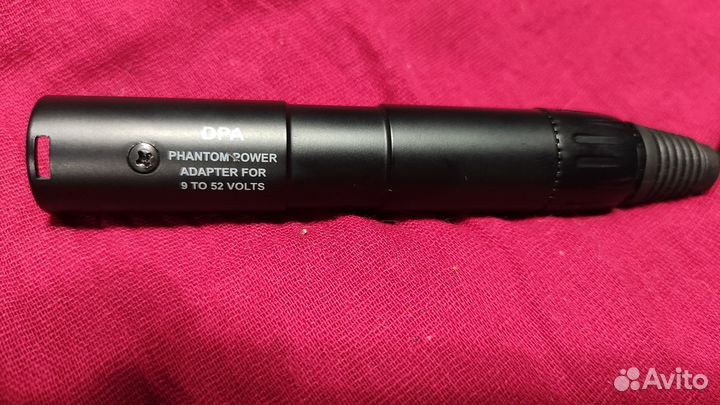 DPA
PHANTOM POWER
ADAPTER FOR
9 TO 52 VOLTS
Avito